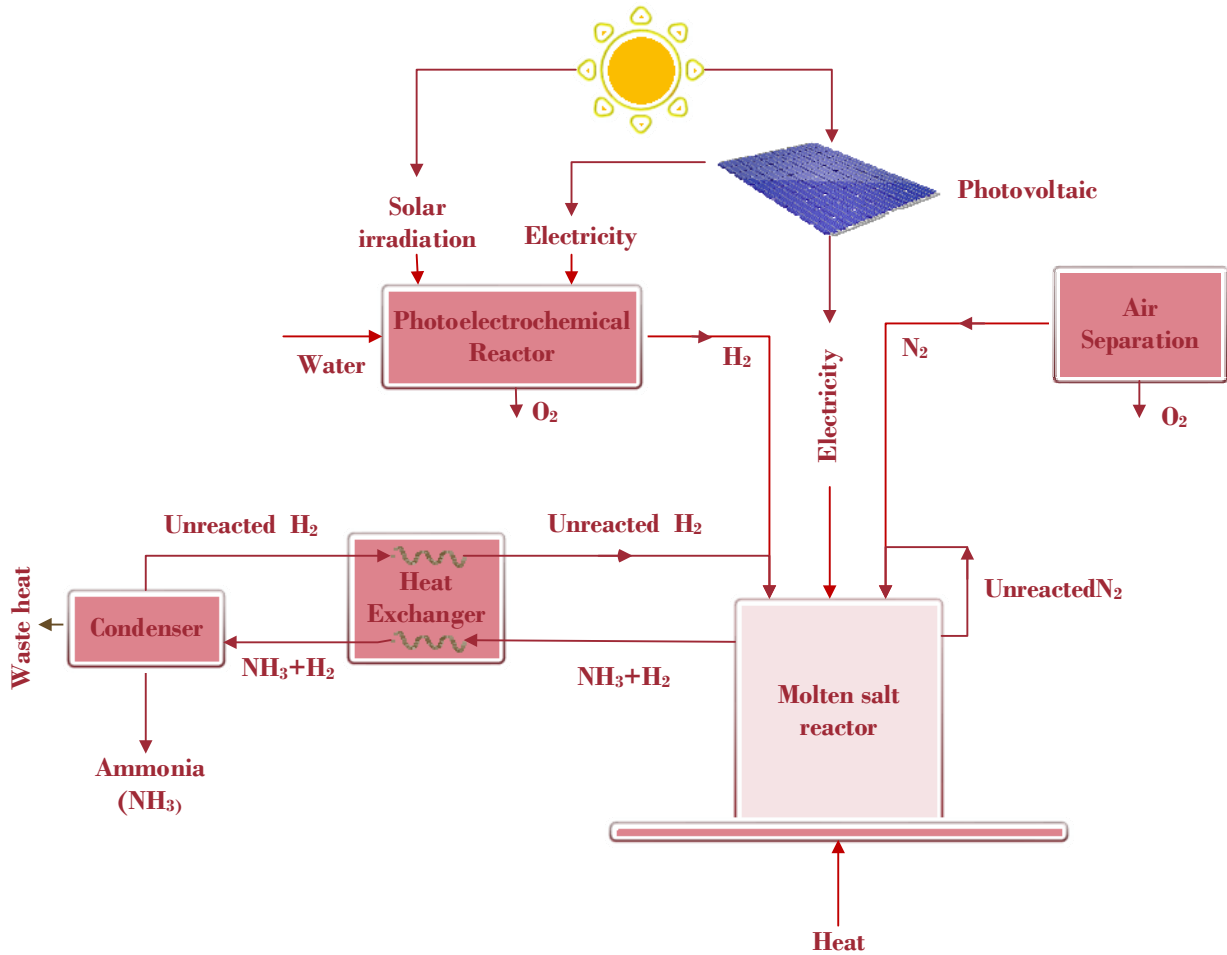 Photovoltaic
Solar
irradiation
Electricity
Photoelectrochemical
Reactor
Air
Separation
Water
H₂
N₂
O₂
O₂
Electricity
Unreacted H₂
Unreacted H₂
Heat
Exchanger
UnreactedN₂
Waste heat
Condenser
NH₃+H₂
NH₃+H₂
Molten salt
reactor
Ammonia
(NH₃)
Heat